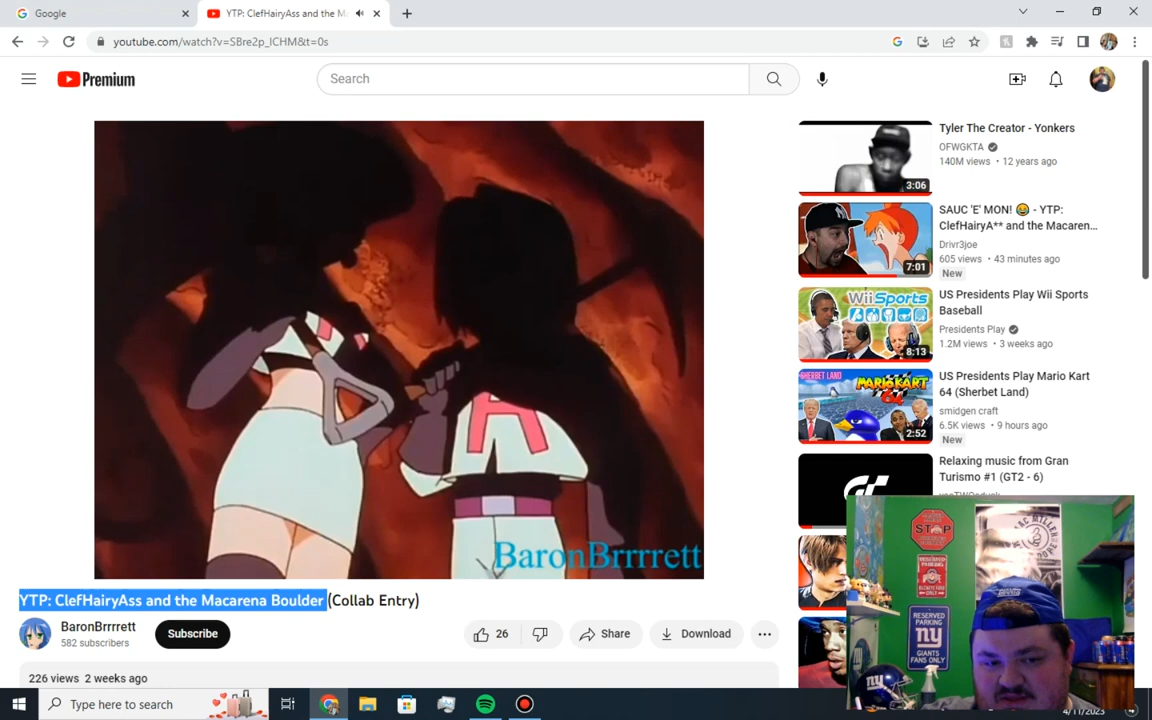 Google
YTP: ClefHairyAss and the Ma
youtube.com/watch?v=SBre2p_ICHM&t=0s
Premium
Search
BaronBrrrrett
YTP: ClefHairyAss and the Macarena Boulder (Collab Entry)
BaronBrrrrett
582 subscribers
Subscribe
26
Share
Download
226 views 2 weeks ago
3:06
Tyler The Creator - Yonkers
OFWGKTA
140M views • 12 years ago
7:01
SAUC 'E' MON! 😂 - YTP:
ClefHairyA** and the Macaren...
Drivr3joe
605 views • 43 minutes ago
New
Wii Sports
8:13
US Presidents Play Wii Sports
Baseball
Presidents Play
1.2M views • 3 weeks ago
SHERBET LAND
MARIOKART
64
2:52
US Presidents Play Mario Kart
64 (Sherbet Land)
smidgen craft
6.5K views • 9 hours ago
New
Relaxing music from Gran
Turismo #1 (GT2 - 6)
STOP
MAC MILLER
RESERVED
PARKING
ny
GIANTS
FANS ONLY
ny
Type here to search
4/11/2023